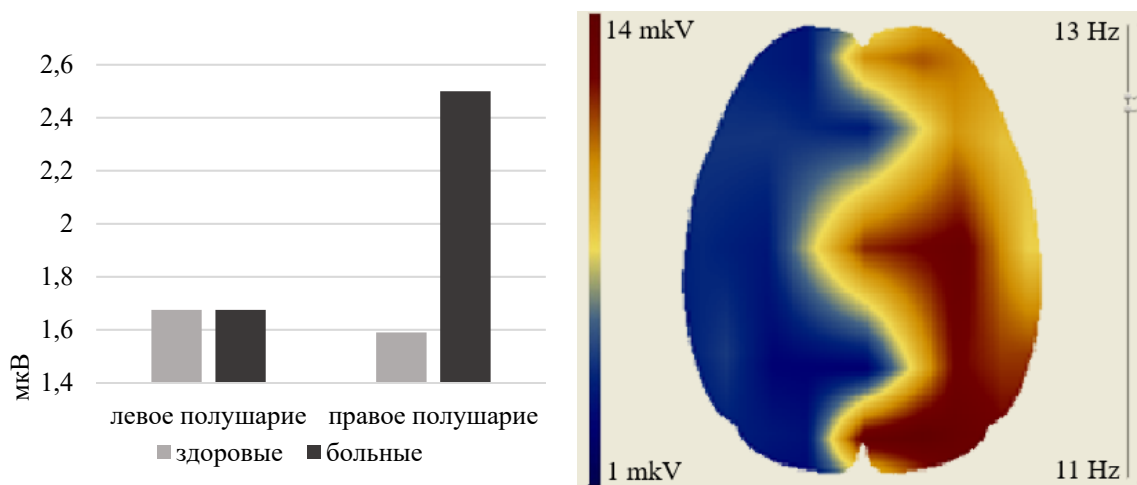 2,6
2,4
2,2
2
1,8
1,6
1,4
мкВ
левое полушарие правое полушарие
здоровые больные
14 mkV 13 Hz
1 mkV 11 Hz